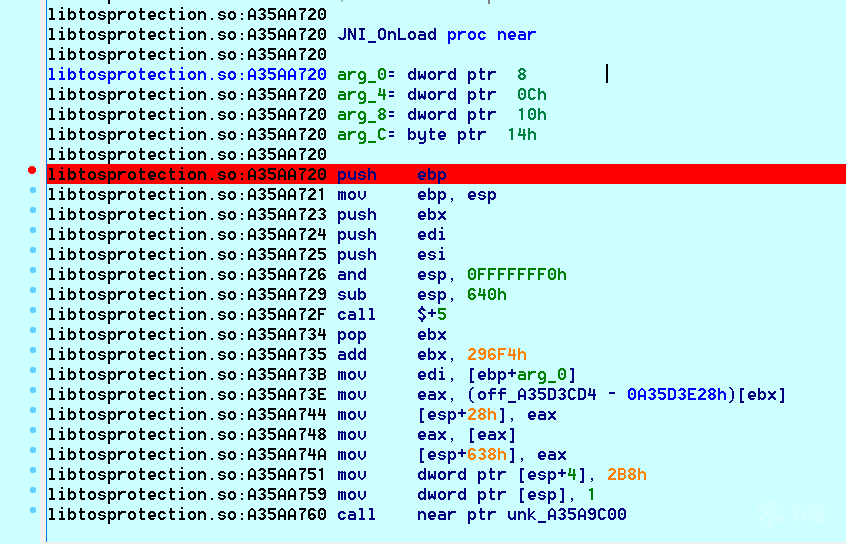 libtosprotection.so:A35AA720
libtosprotection.so:A35AA720 JNI_OnLoad proc near
libtosprotection.so:A35AA720
libtosprotection.so:A35AA720 arg_0= dword ptr  8
libtosprotection.so:A35AA720 arg_4= dword ptr  0Ch
libtosprotection.so:A35AA720 arg_8= dword ptr  10h
libtosprotection.so:A35AA720 arg_C= byte ptr  14h
libtosprotection.so:A35AA720
libtosprotection.so:A35AA720 push    ebp
libtosprotection.so:A35AA721 mov     ebp, esp
libtosprotection.so:A35AA723 push    ebx
libtosprotection.so:A35AA724 push    edi
libtosprotection.so:A35AA725 push    esi
libtosprotection.so:A35AA726 and     esp, 0FFFFFFF0h
libtosprotection.so:A35AA729 sub     esp, 640h
libtosprotection.so:A35AA72F call    $+5
libtosprotection.so:A35AA734 pop     ebx
libtosprotection.so:A35AA735 add     ebx, 296F4h
libtosprotection.so:A35AA73B mov     edi, [ebp+arg_0]
libtosprotection.so:A35AA73E mov     eax, (off_A35D3CD4 - 0A35D3E28h)[ebx]
libtosprotection.so:A35AA744 mov     [esp+28h], eax
libtosprotection.so:A35AA748 mov     eax, [eax]
libtosprotection.so:A35AA74A mov     [esp+638h], eax
libtosprotection.so:A35AA751 mov     dword ptr [esp+4], 2B8h
libtosprotection.so:A35AA759 mov     dword ptr [esp], 1
libtosprotection.so:A35AA760 call    near ptr unk_A35A9C00